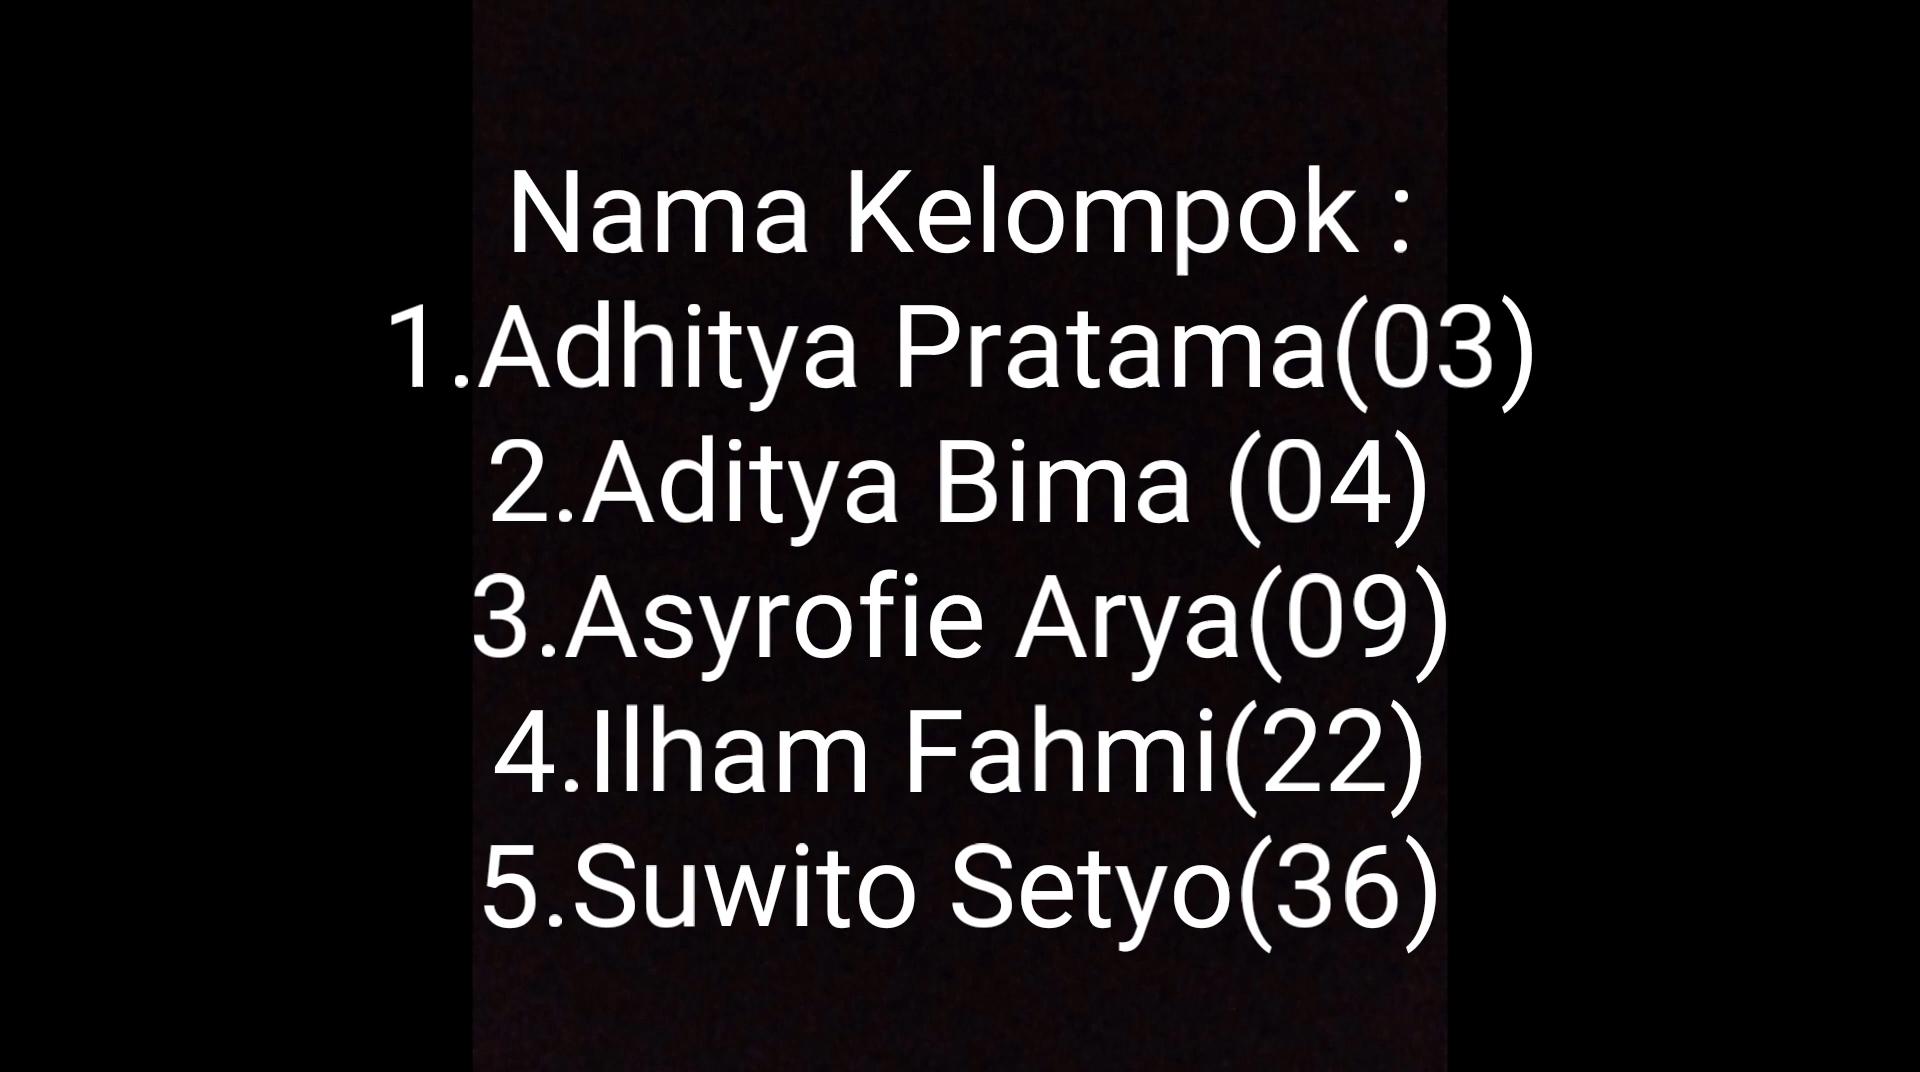 Nama Kelompok :
1.Adhitya Pratama(03)
2.Aditya Bima (04)
3.Asyrofie Arya(09)
4.Ilham Fahmi(22)
5.Suwito Setyo(36)